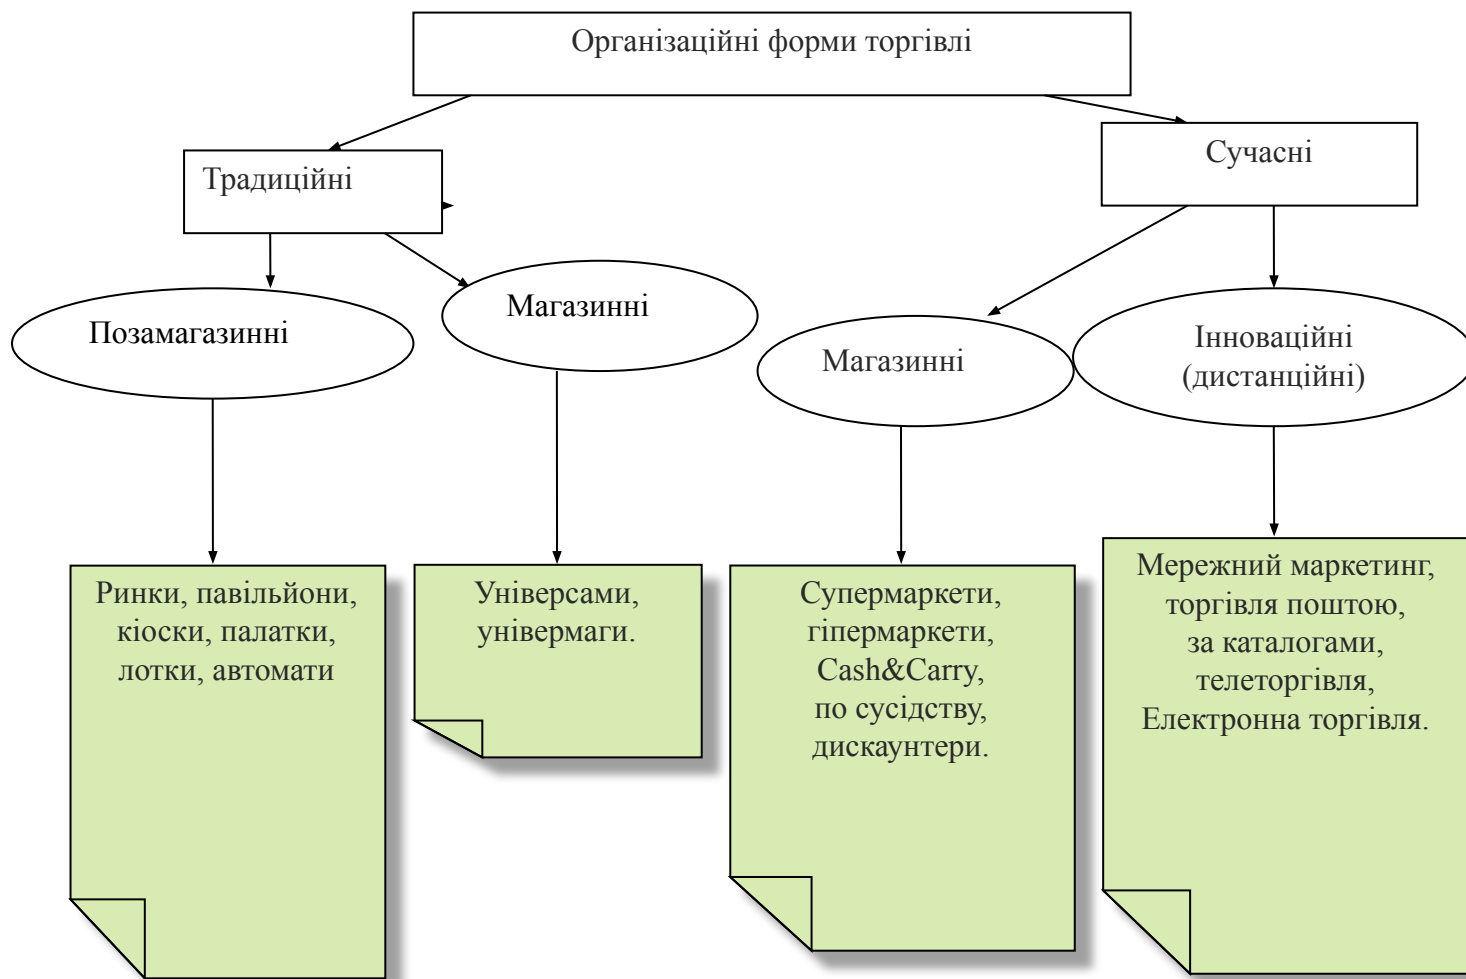 Організаційні форми торгівлі
Традиційні
Сучасні
Позамагазинні
Магазинні
Магазинні
Інноваційні
(дистанційні)
Ринки, павільйони,
кіоски, палатки,
лотки, автомати
Універсами,
універмаги.
Супермаркети,
гіпермаркети,
Cash&Carry,
по сусідству,
дискаунтери.
Мережний маркетинг,
торгівля поштою,
за каталогами,
телеторгівля,
Електронна торгівля.